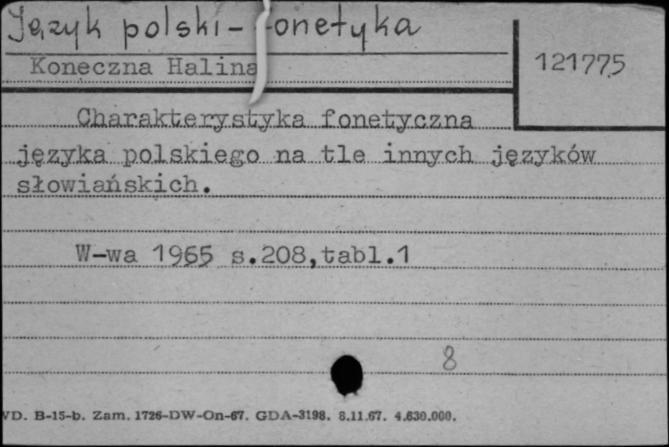 Język polski - fonetyka
Koneczna Halina
121775
Charakterystyka fonetyczna
języka polskiego na tle innych języków
słowiańskich.
W-wa 1965 s.208,tabl.1
8
VD. B-15-b. Zam. 1726-DW-On-67. GDA-3198. 8.11.67. 4.630.000.